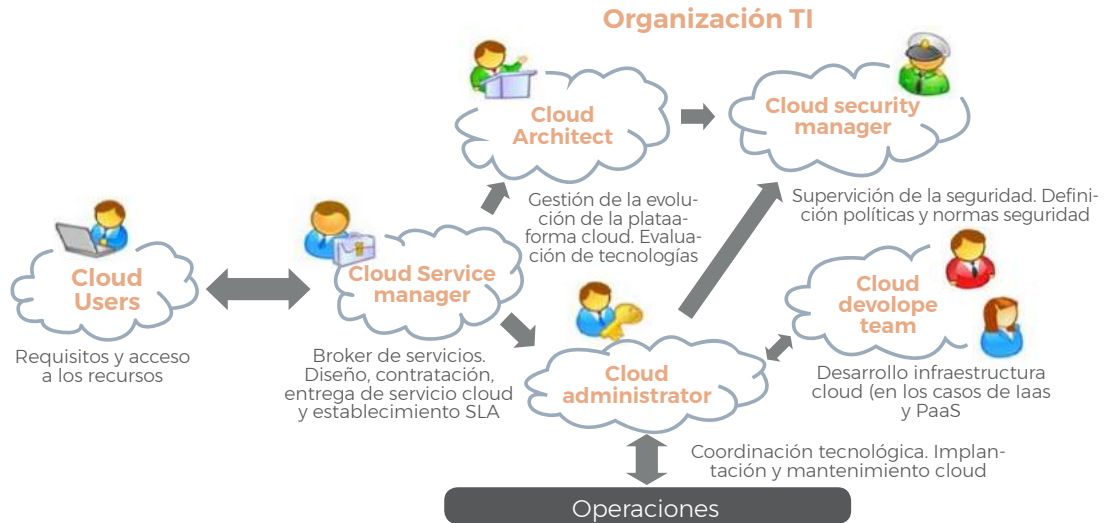 Organización TI
Cloud
Architect
Cloud security
manager
Gestión de la evolu-
ción de la plataa-
forma cloud. Evalua-
ción de tecnologías
Supervición de la seguridad. Defini-
ción políticas y normas seguridad
Cloud
Users
Requisitos y acceso
a los recursos
Cloud Service
manager
Broker de servicios.
Diseño, contratación,
entrega de servicio cloud
y establecimiento SLA
Cloud
administrator
Cloud
devolope
team
Desarrollo infraestructura
cloud (en los casos de Iaas
y PaaS
Coordinación tecnológica. Implan-
tación y mantenimiento cloud
Operaciones